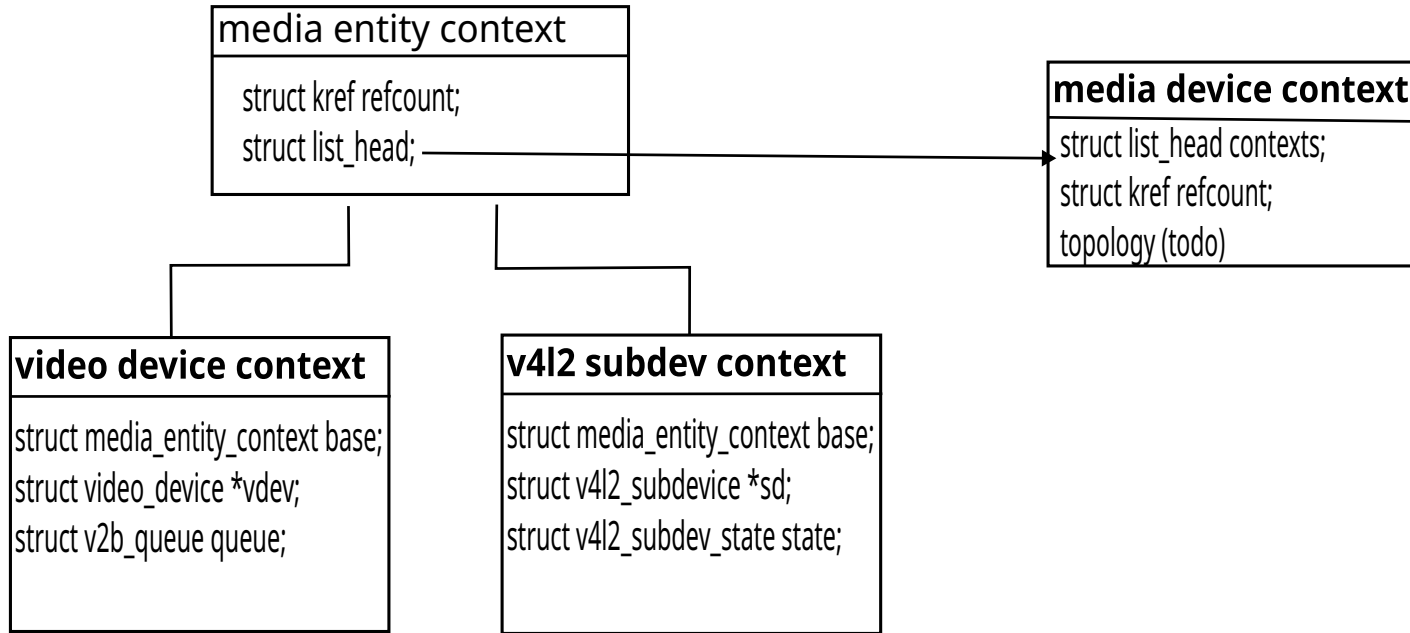 media entity context
struct kref refcount;
struct list_head;
media device context
struct list_head contexts;
struct kref refcount;
topology (todo)
video device context
struct media_entity_context base;
struct video_device *vdev;
struct v2b_queue queue;
v4l2 subdev context
struct media_entity_context base;
struct v4l2_subdevice *sd;
struct v4l2_subdev_state state;